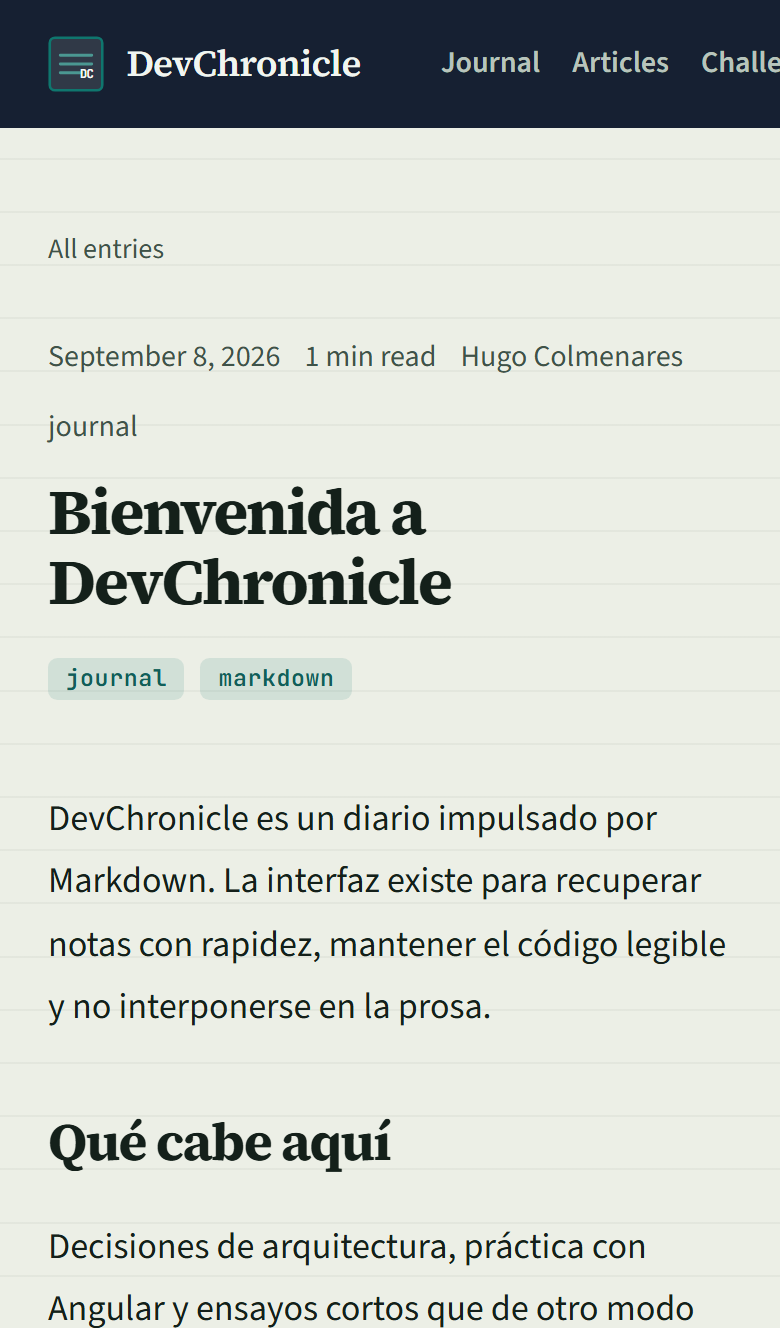 DC
DevChronicle Journal Articles Challe
All entries
September 8, 2026 1 min read Hugo Colmenares
journal
Bienvenida a
DevChronicle
journal markdown
DevChronicle es un diario impulsado por
Markdown. La interfaz existe para recuperar
notas con rapidez, mantener el código legible
y no interponerse en la prosa.
Qué cabe aquí
Decisiones de arquitectura, práctica con
Angular y ensayos cortos que de otro modo